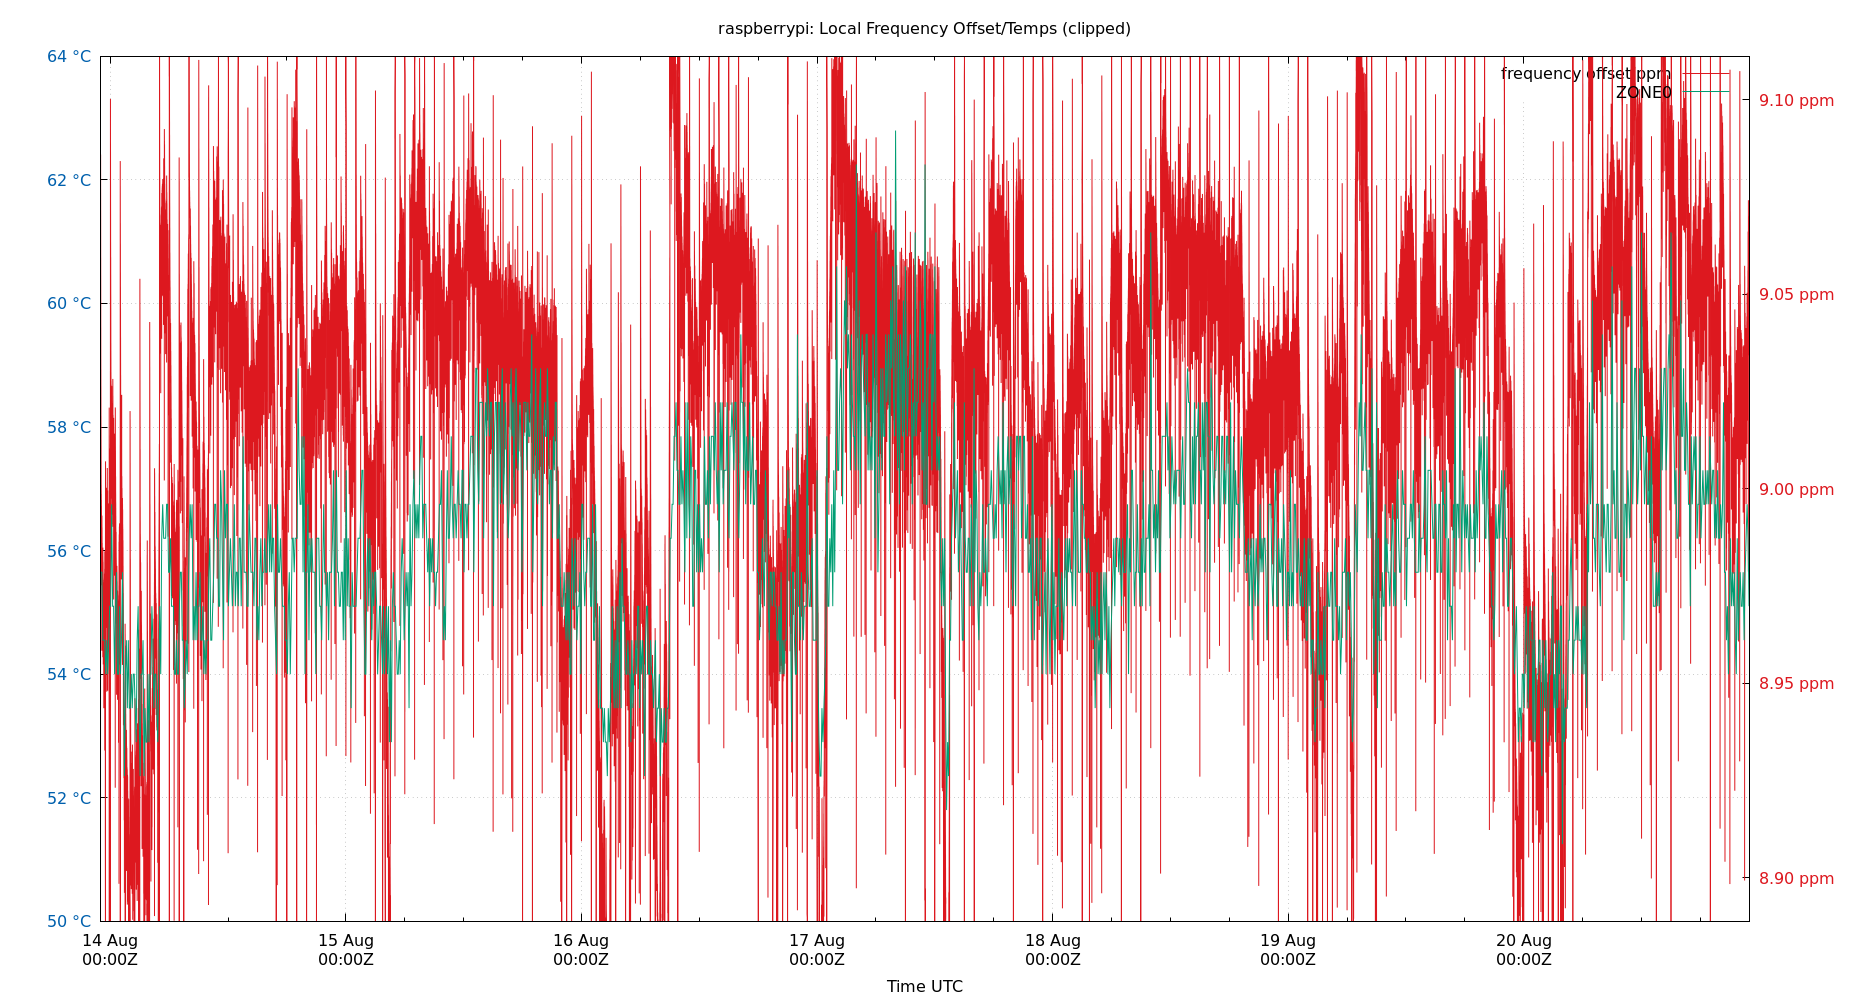 raspberrypi: Local Frequency Offset/Temps (clipped)
64 °C
62 °C
60 °C
58 °C
56 °C
54 °C
52 °C
50 °C
frequency offset ppm
ZONE0
9.10 ppm
9.05 ppm
9.00 ppm
8.95 ppm
8.90 ppm
14 Aug
00:00Z
15 Aug
00:00Z
16 Aug
00:00Z
17 Aug
00:00Z
18 Aug
00:00Z
19 Aug
00:00Z
20 Aug
00:00Z
Time UTC